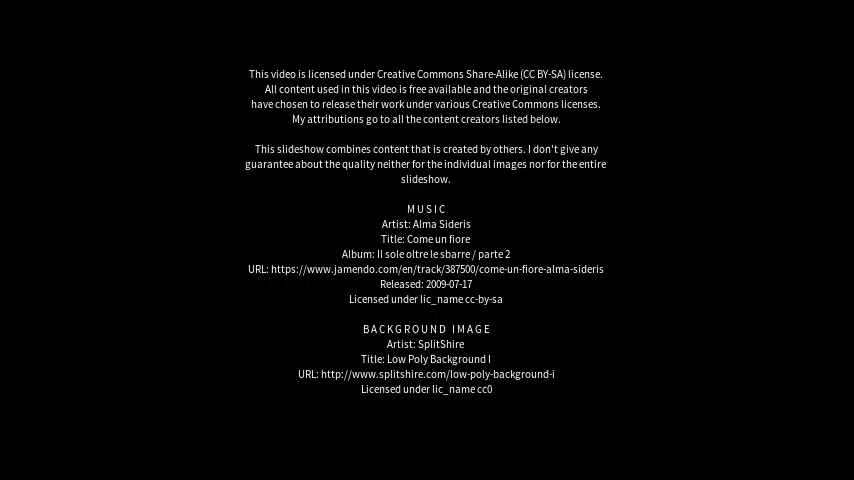 This video is licensed under Creative Commons Share-Alike (CC BY-SA) license.
All content used in this video is free available and the original creators
have chosen to release their work under various Creative Commons licenses.
My attributions go to all the content creators listed below.
This slideshow combines content that is created by others. I don't give any
guarantee about the quality neither for the individual images nor for the entire
slideshow.
MUSIC
Artist: Alma Sideris
Title: Come un fiore
Album: Il sole oltre le sbarre / parte 2
URL: https://www.jamendo.com/en/track/387500/come-un-fiore-alma-sideris
Released: 2009-07-17
Licensed under lic_name cc-by-sa
BACKGROUND IMAGE
Artist: SplitShire
Title: Low Poly Background I
URL: http://www.splitshire.com/low-poly-background-i
Licensed under lic_name cc0